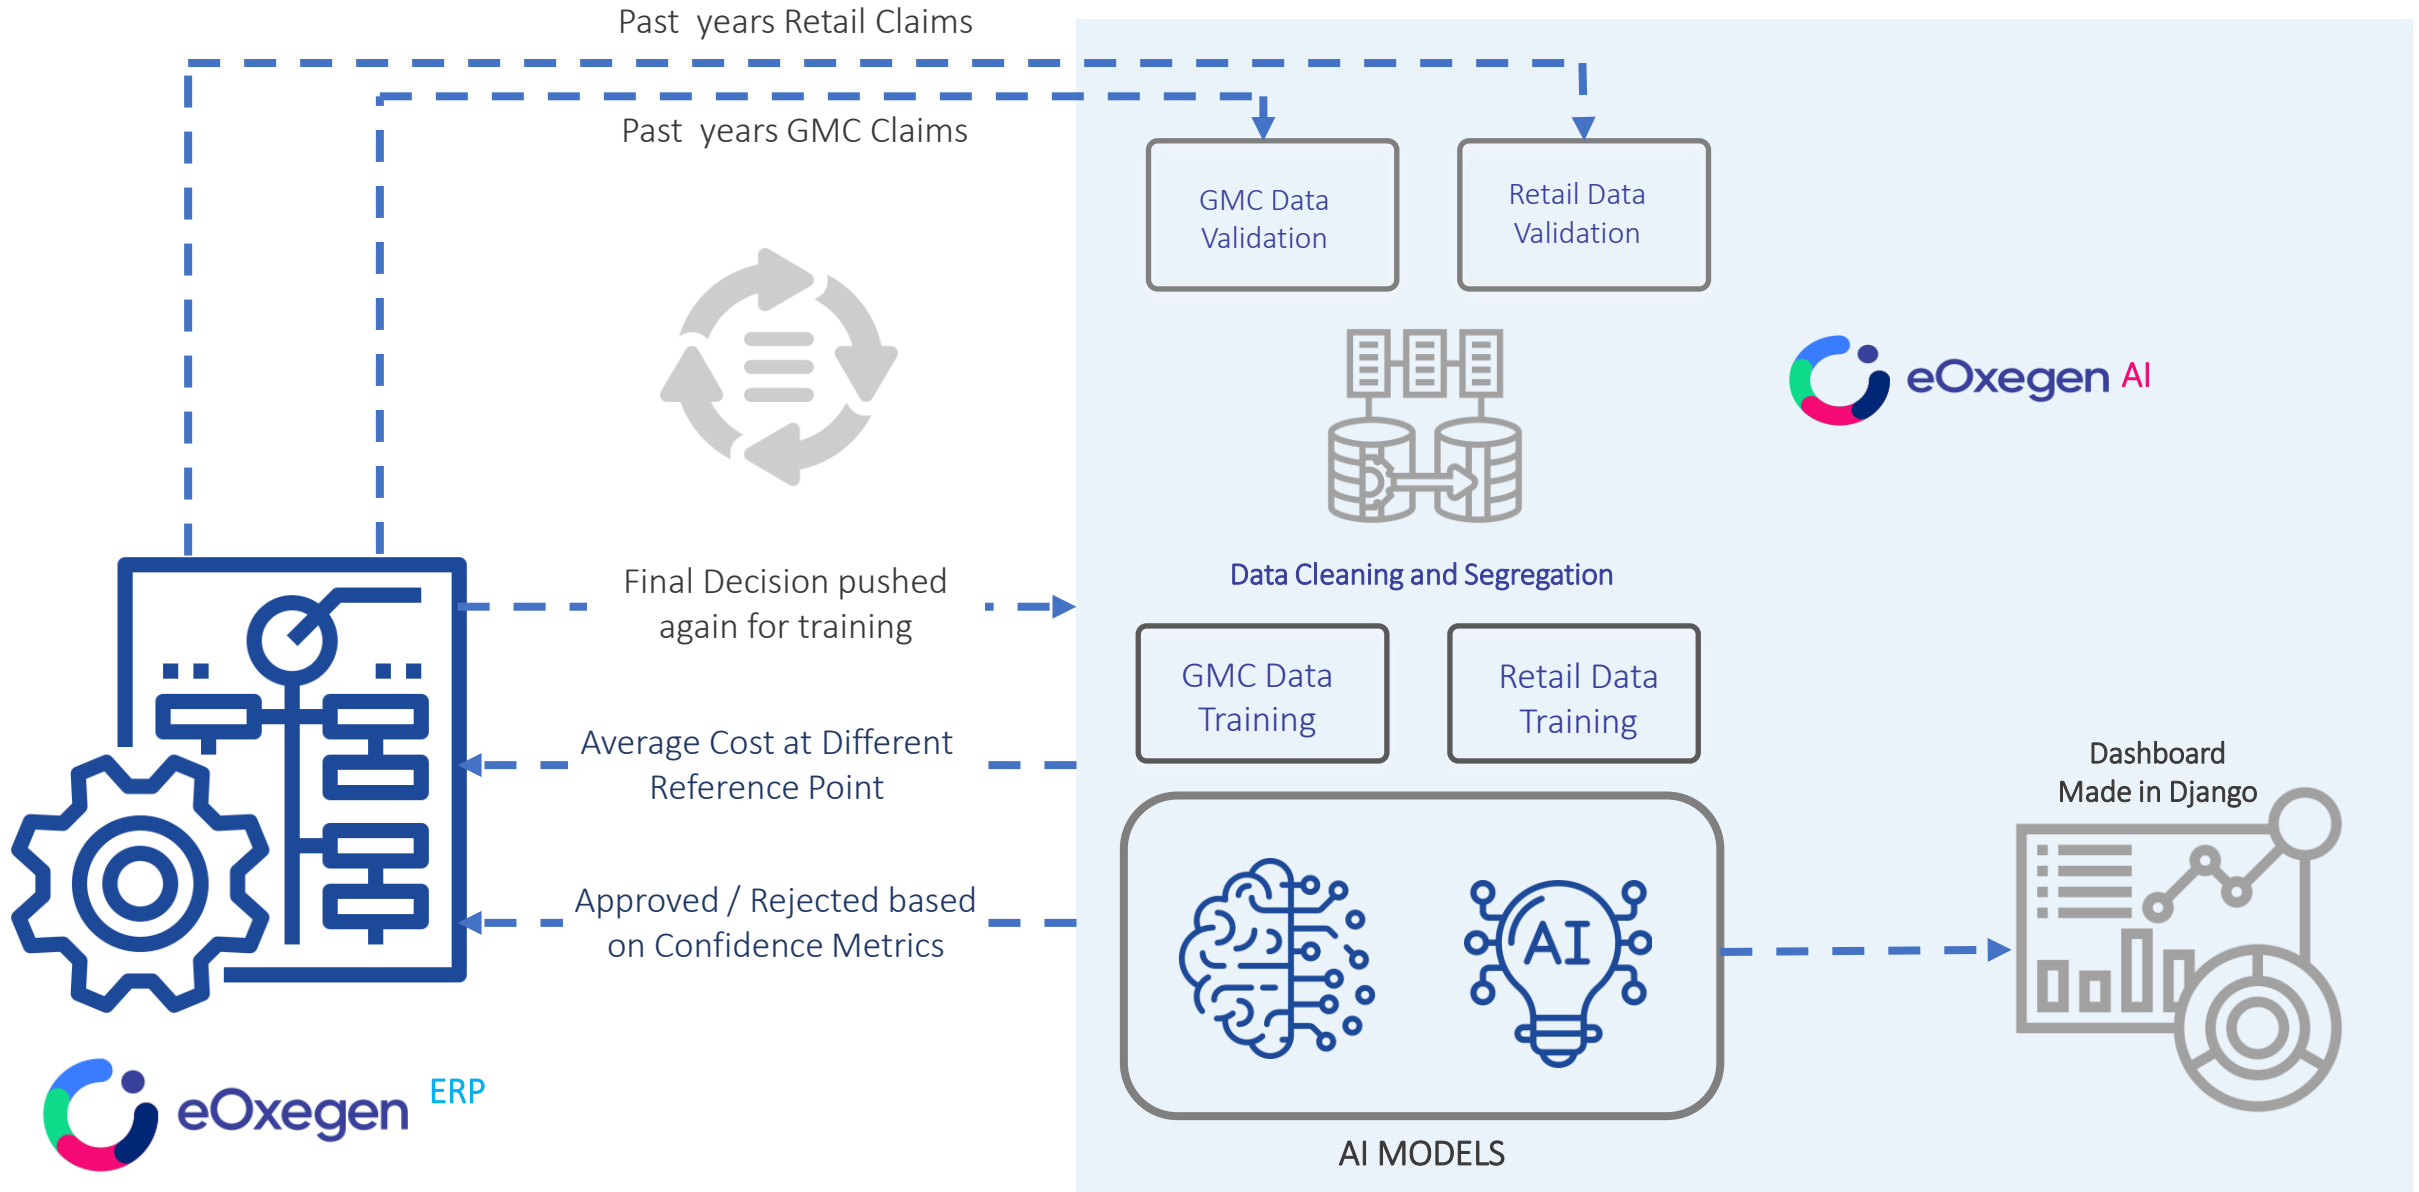 Past years Retail Claims
Past years GMC Claims
GMC Data
Validation
Retail Data
Validation
eOxegen AI
Data Cleaning and Segregation
Final Decision pushed
again for training
GMC Data
Training
Retail Data
Training
Average Cost at Different
Reference Point
Dashboard
Made in Django
Approved / Rejected based
on Confidence Metrics
AI
eOxegen ERP
AI MODELS